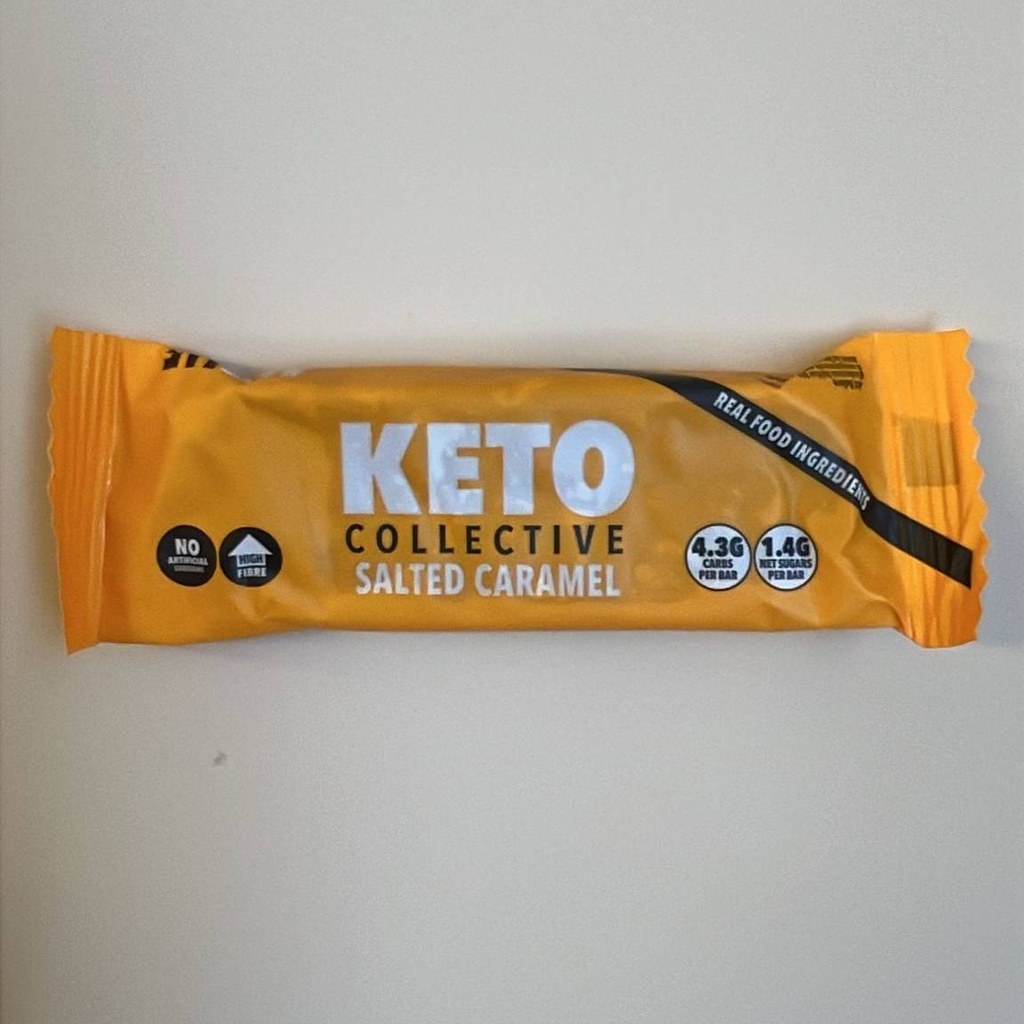 KETO
COLLECTIVE
SALTED CARAMEL
REAL FOOD INGREDIENTS
NO
ARTIFICIAL
HIGH
FIBRE
4.3G
CARBS
PER BAR
1.4G
NET SUGARS
PER BAR